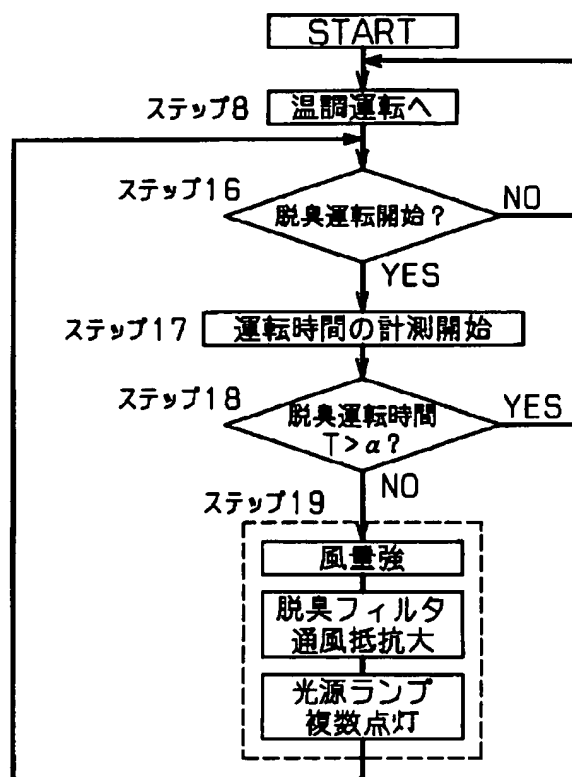 START
ステップ8
温調運転へ
ステップ16
脱臭運転開始?
NO
YES
ステップ17
運転時間の計測開始
ステップ18
脱臭運転時間
T>α?
YES
NO
ステップ19
風量強
脱臭フィルタ
通風抵抗大
光源ランプ
複数点灯